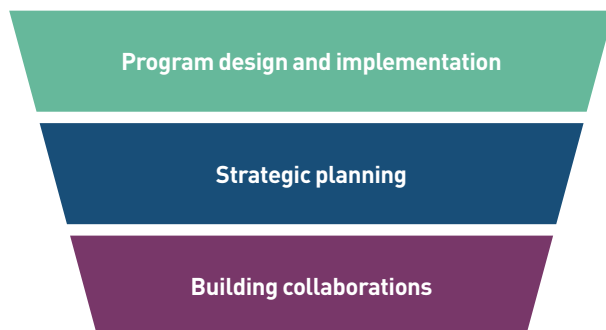 Program design and implementation
Strategic planning
Building collaborations